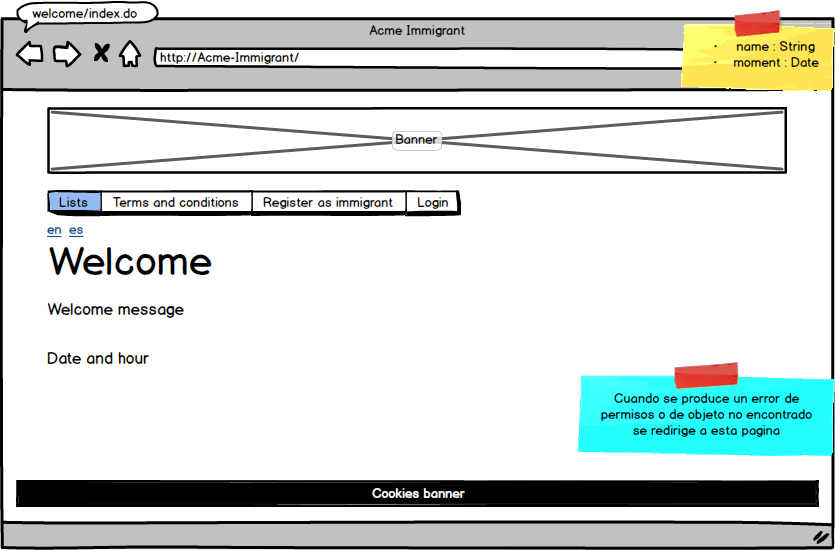 welcome/index.do
Acme Immigrant
http://Acme-Immigrant/
• name : String
• moment : Date
Banner
Lists Terms and conditions Register as immigrant Login
en es
Welcome
Welcome message
Date and hour
Cuando se produce un error de
permisos o de objeto no encontrado
se redirige a esta pagina
Cookies banner